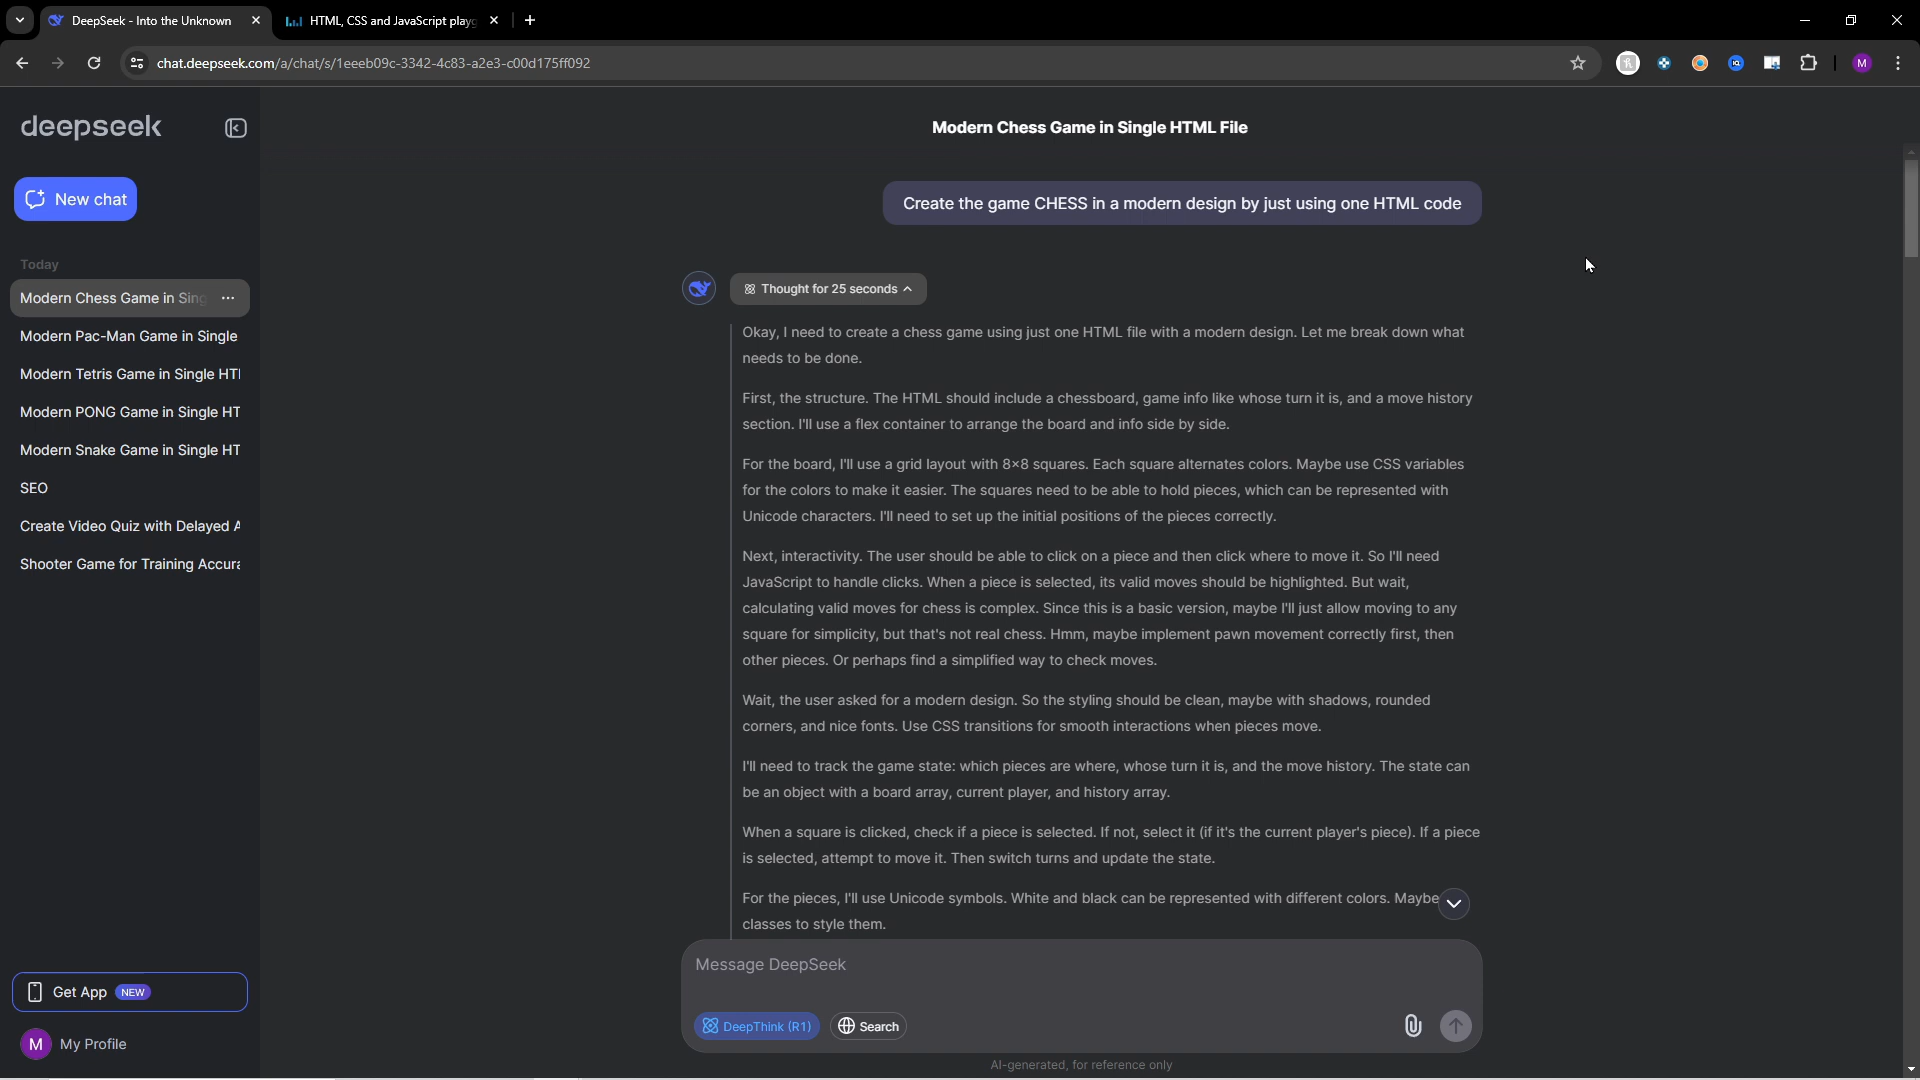 DeepSeek - Into the Unknown
HTML, CSS and JavaScript playg
chat.deepseek.com/a/chat/s/1eeeb09c-3342-4c83-a2e3-c00d175ff092
M
deepseek
New chat
Today
Modern Chess Game in Sing
Modern Pac-Man Game in Single
Modern Tetris Game in Single HTI
Modern PONG Game in Single HT
Modern Snake Game in Single HT
SEO
Create Video Quiz with Delayed A
Shooter Game for Training Accura
Get App NEW
M My Profile
Modern Chess Game in Single HTML File
Create the game CHESS in a modern design by just using one HTML code
Thought for 25 seconds
Okay, I need to create a chess game using just one HTML file with a modern design. Let me break down what
needs to be done.
First, the structure. The HTML should include a chessboard, game info like whose turn it is, and a move history
section. I'll use a flex container to arrange the board and info side by side.
For the board, I'll use a grid layout with 8×8 squares. Each square alternates colors. Maybe use CSS variables
for the colors to make it easier. The squares need to be able to hold pieces, which can be represented with
Unicode characters. I'll need to set up the initial positions of the pieces correctly.
Next, interactivity. The user should be able to click on a piece and then click where to move it. So I'll need
JavaScript to handle clicks. When a piece is selected, its valid moves should be highlighted. But wait,
calculating valid moves for chess is complex. Since this is a basic version, maybe I'll just allow moving to any
square for simplicity, but that's not real chess. Hmm, maybe implement pawn movement correctly first, then
other pieces. Or perhaps find a simplified way to check moves.
Wait, the user asked for a modern design. So the styling should be clean, maybe with shadows, rounded
corners, and nice fonts. Use CSS transitions for smooth interactions when pieces move.
I'll need to track the game state: which pieces are where, whose turn it is, and the move history. The state can
be an object with a board array, current player, and history array.
When a square is clicked, check if a piece is selected. If not, select it (if it's the current player's piece). If a piece
is selected, attempt to move it. Then switch turns and update the state.
For the pieces, I'll use Unicode symbols. White and black can be represented with different colors. Maybe
classes to style them.
Message DeepSeek
DeepThink (R1)
Search
AI-generated, for reference only